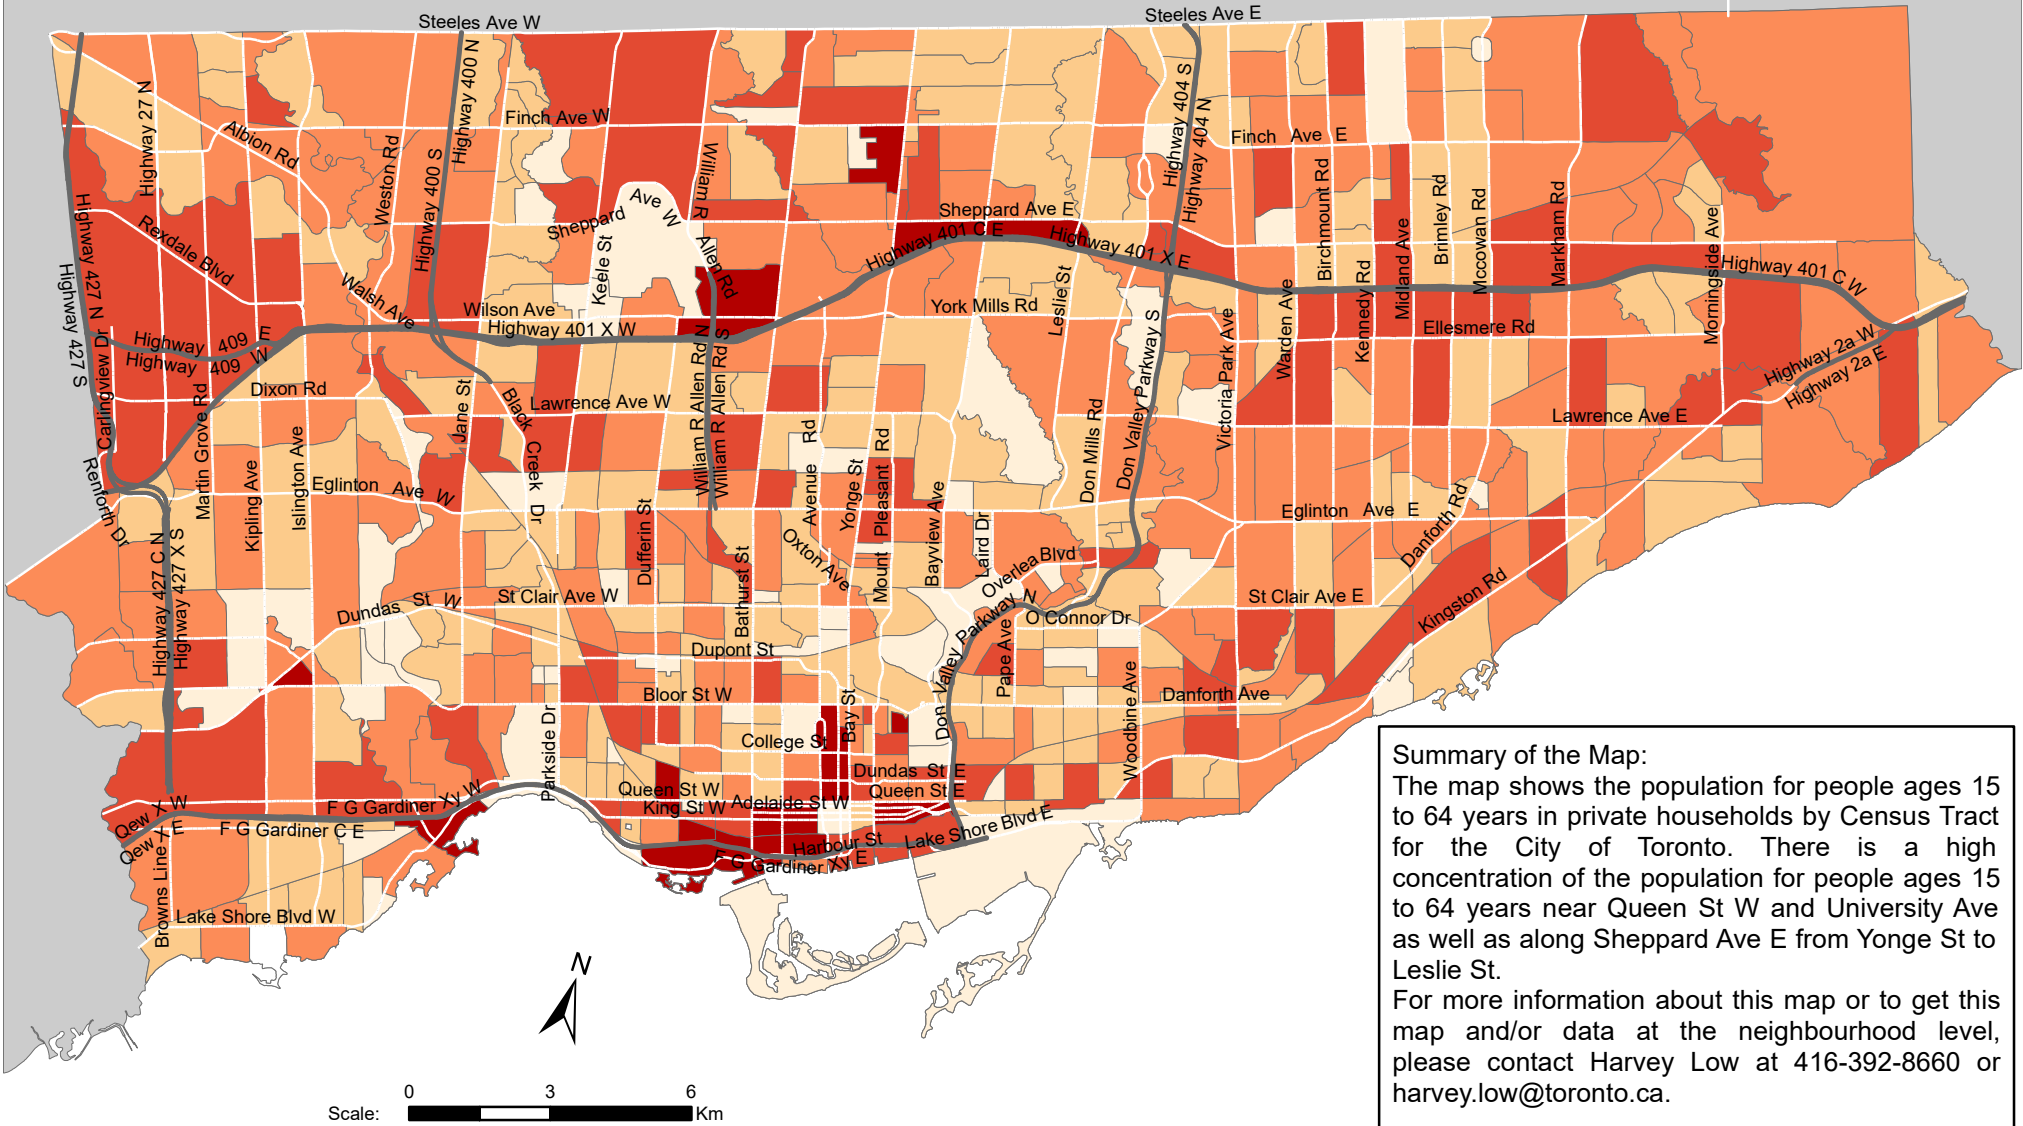 Steeles Ave W
Steeles Ave E
Highway 27 N
Albion Rd
Weston Rd
Highway 400 N
Highway 400 S
Finch Ave W
William R
Highway 404 S
Highway 404 N
Finch Ave E
Highway 427 N
Highway 427 S
Rexdale Blvd
Sheppard Ave W
Keele St
Allen Rd
Sheppard Ave E
Highway 401 C E
Highway 401 X E
Leslie St
Birchmount Rd
Kennedy Rd
Midland Ave
Brimley Rd
Mccowan Rd
Markham Rd
Morningside Ave
Highway 401 C W
Walsh Ave
Wilson Ave
Highway 401 X W
York Mills Rd
Ellesmere Rd
Warden Ave
Victoria Park Ave
Highway 409 E
Highway 409 W
Carlingview Dr
Martin Grove Rd
Dixon Rd
Jane St
Black Creek Dr
Lawrence Ave W
William R Allen Rd N
William R Allen Rd S
Don Mills Rd
Don Valley Parkway S
Highway 2a W
Highway 2a E
Lawrence Ave E
Renforth Dr
Kipling Ave
Islington Ave
Eglinton Ave W
Avenue Rd
Yonge St
Mount Pleasant Rd
Bayview Ave
Laird Dr
Eglinton Ave E
Danforth Rd
Highway 427 C N
Highway 427 X S
Dufferin St
Bathurst St
Oxton Ave
Overlea Blvd
Dundas St W
St Clair Ave W
St Clair Ave E
Kingston Rd
O Connor Dr
Don Valley Parkway N
Pape Ave
Dupont St
Bloor St W
Bay St
Woodbine Ave
Danforth Ave
Parkside Dr
College St
Dundas St E
Queen St E
Queen St W
King St W
Adelaide St W
Qew X W
Qew X E
F G Gardiner Xy W
F G Gardiner C E
Harbour St
Lake Shore Blvd E
F G Gardiner Xy E
Browns Line
Lake Shore Blvd W
N
Scale:
0 3 6
Km
Summary of the Map:
The map shows the population for people ages 15
to 64 years in private households by Census Tract
for the City of Toronto. There is a high
concentration of the population for people ages 15
to 64 years near Queen St W and University Ave
as well as along Sheppard Ave E from Yonge St to
Leslie St.
For more information about this map or to get this
map and/or data at the neighbourhood level,
please contact Harvey Low at 416-392-8660 or
harvey.low@toronto.ca.